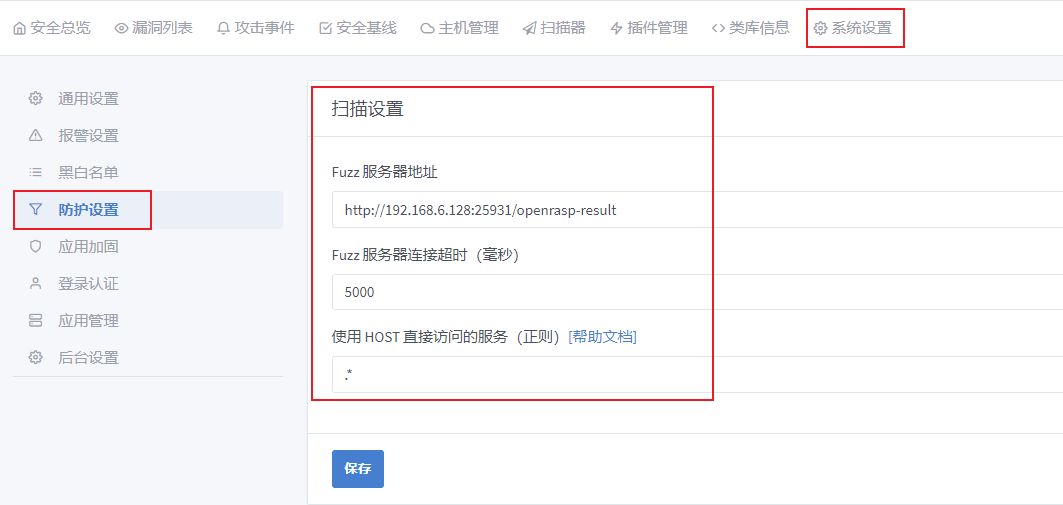 安全总览 漏洞列表 攻击事件 安全基线 主机管理 扫描器 插件管理 类库信息 系统设置
通用设置
报警设置
黑白名单
防护设置
应用加固
登录认证
应用管理
后台设置
扫描设置
Fuzz 服务器地址
http://192.168.6.128:25931/openrasp-result
Fuzz 服务器连接超时（毫秒）
5000
使用 HOST 直接访问的服务（正则）[帮助文档]
.*
保存